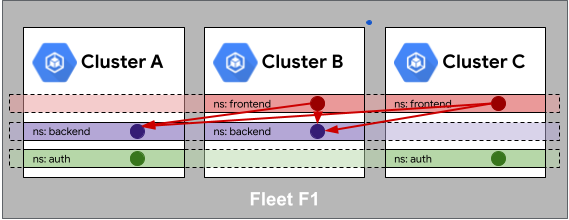 Cluster A
Cluster B
Cluster C
ns: frontend
ns: frontend
ns: backend
ns: backend
ns: auth
ns: auth
Fleet F1